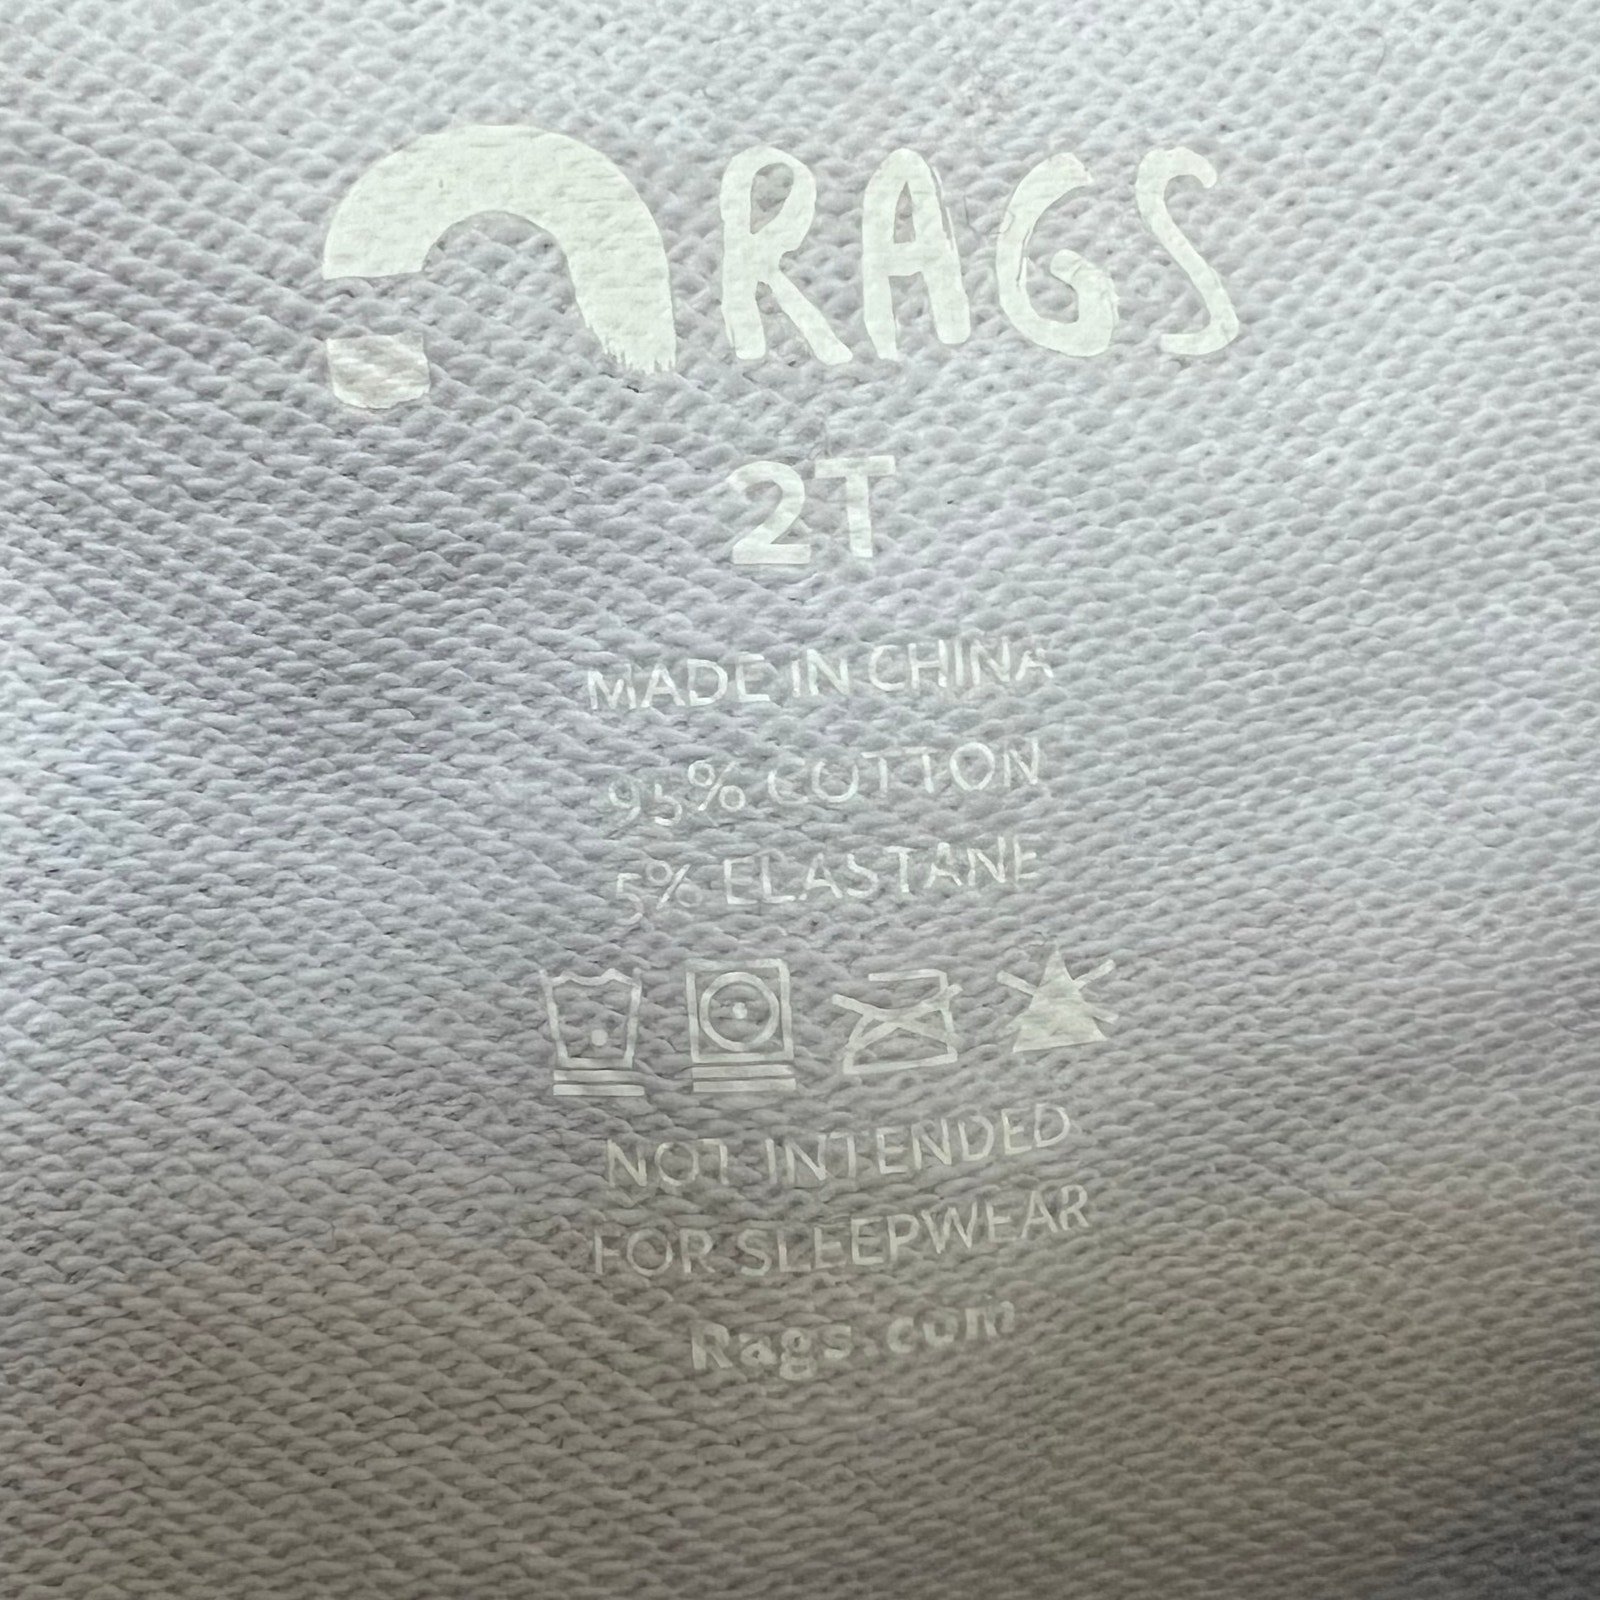 RAGS
2T
MADE IN CHINA
95% COTTON
5% ELASTANE
NOT INTENDED
FOR SLEEPWEAR
Rags.com